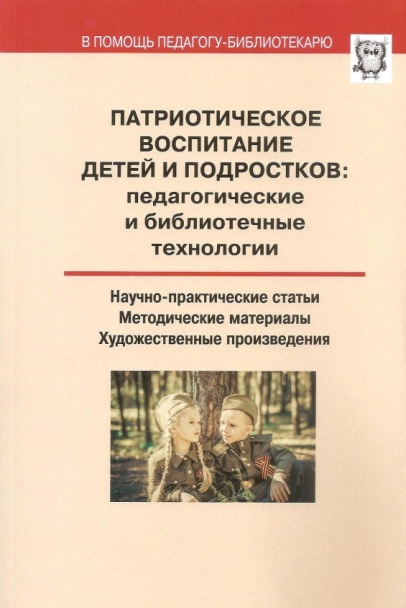 В ПОМОЩЬ ПЕДАГОГУ-БИБЛИОТЕКАРЮ
ПАТРИОТИЧЕСКОЕ
ВОСПИТАНИЕ
ДЕТЕЙ И ПОДРОСТКОВ:
педагогические
и библиотечные
технологии
Научно-практические статьи
Методические материалы
Художественные произведения